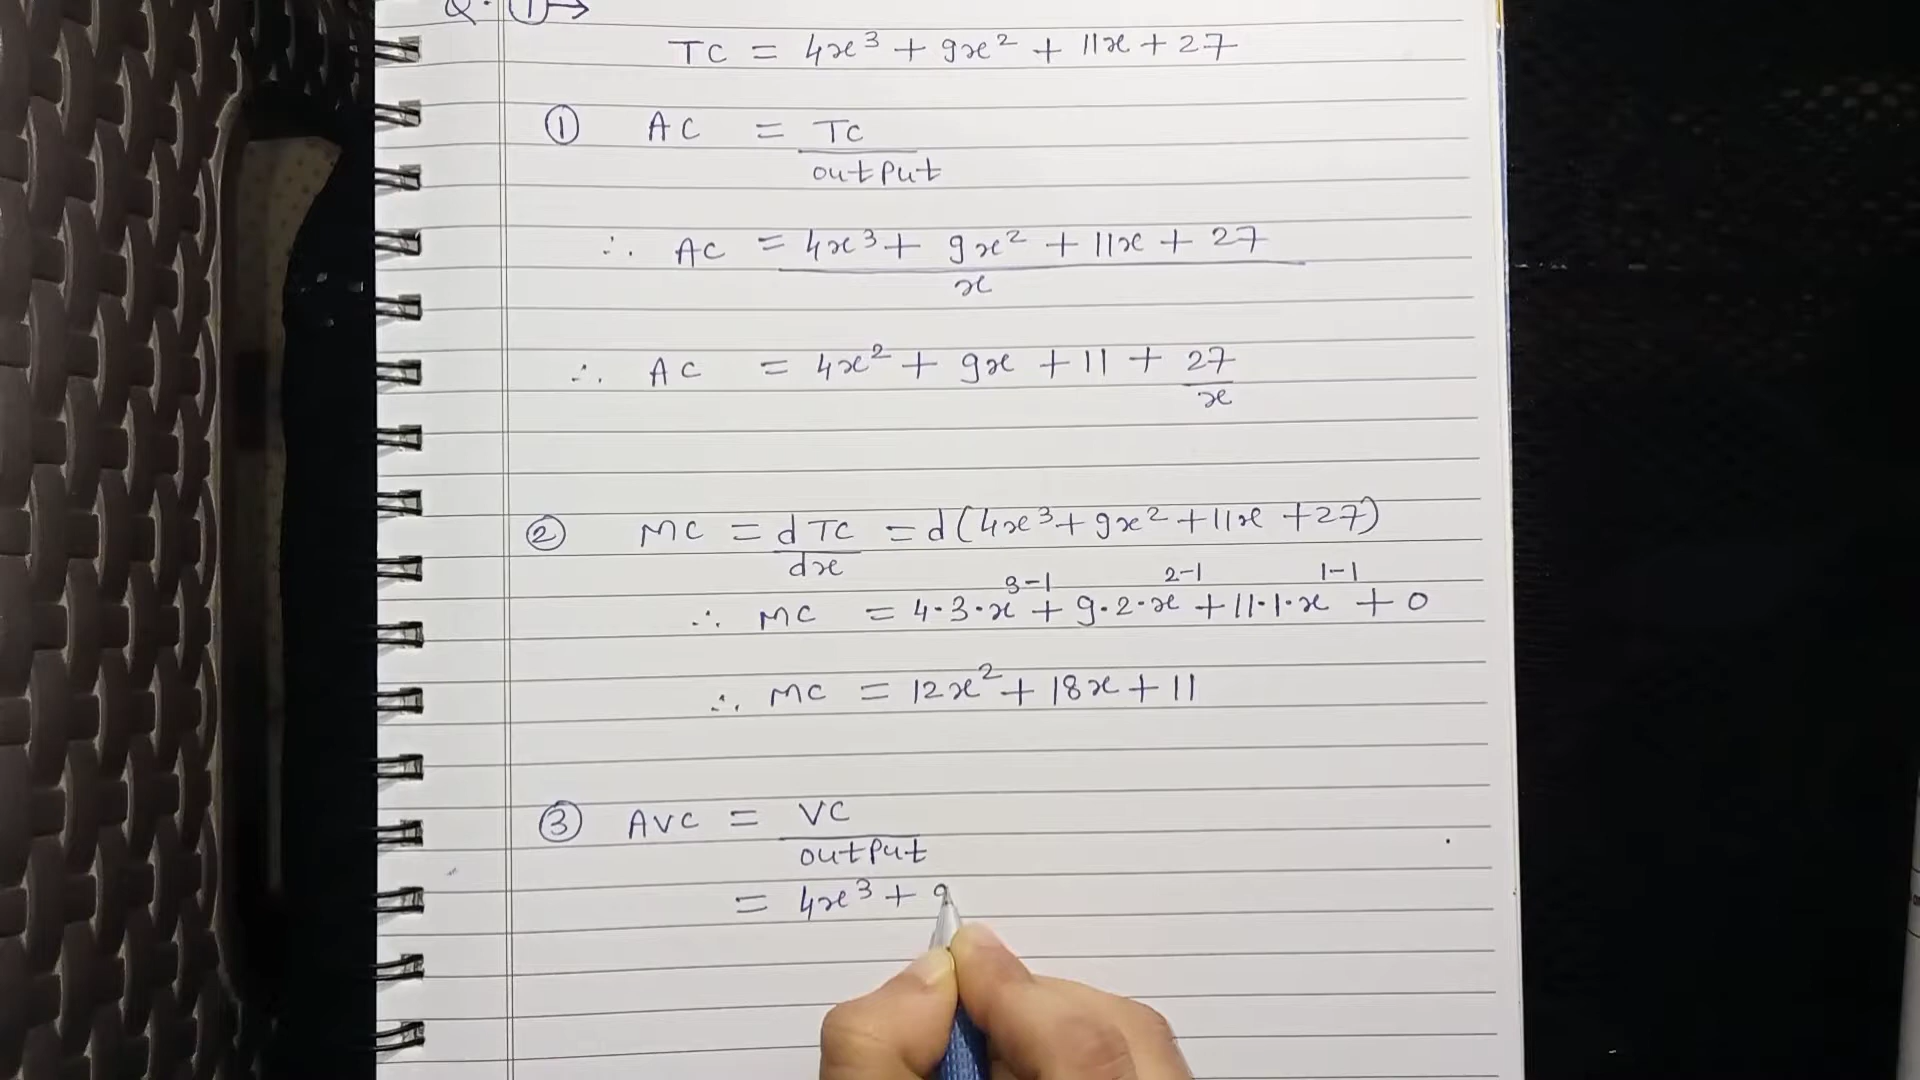 Q. ① →
TC = 4x³ + 9x² + 11x + 27
① AC = TC
output
∴ AC = 4x³ + 9x² + 11x + 27
x
∴ AC = 4x² + 9x + 11 + 27
x
② MC = d TC = d(4x³ + 9x² + 11x + 27)
dx
3-1 2-1 1-1
∴ MC = 4·3·x + 9·2·x + 11·1·x + 0
∴ MC = 12x² + 18x + 11
③ AVC = VC
output
= 4x³ + 9